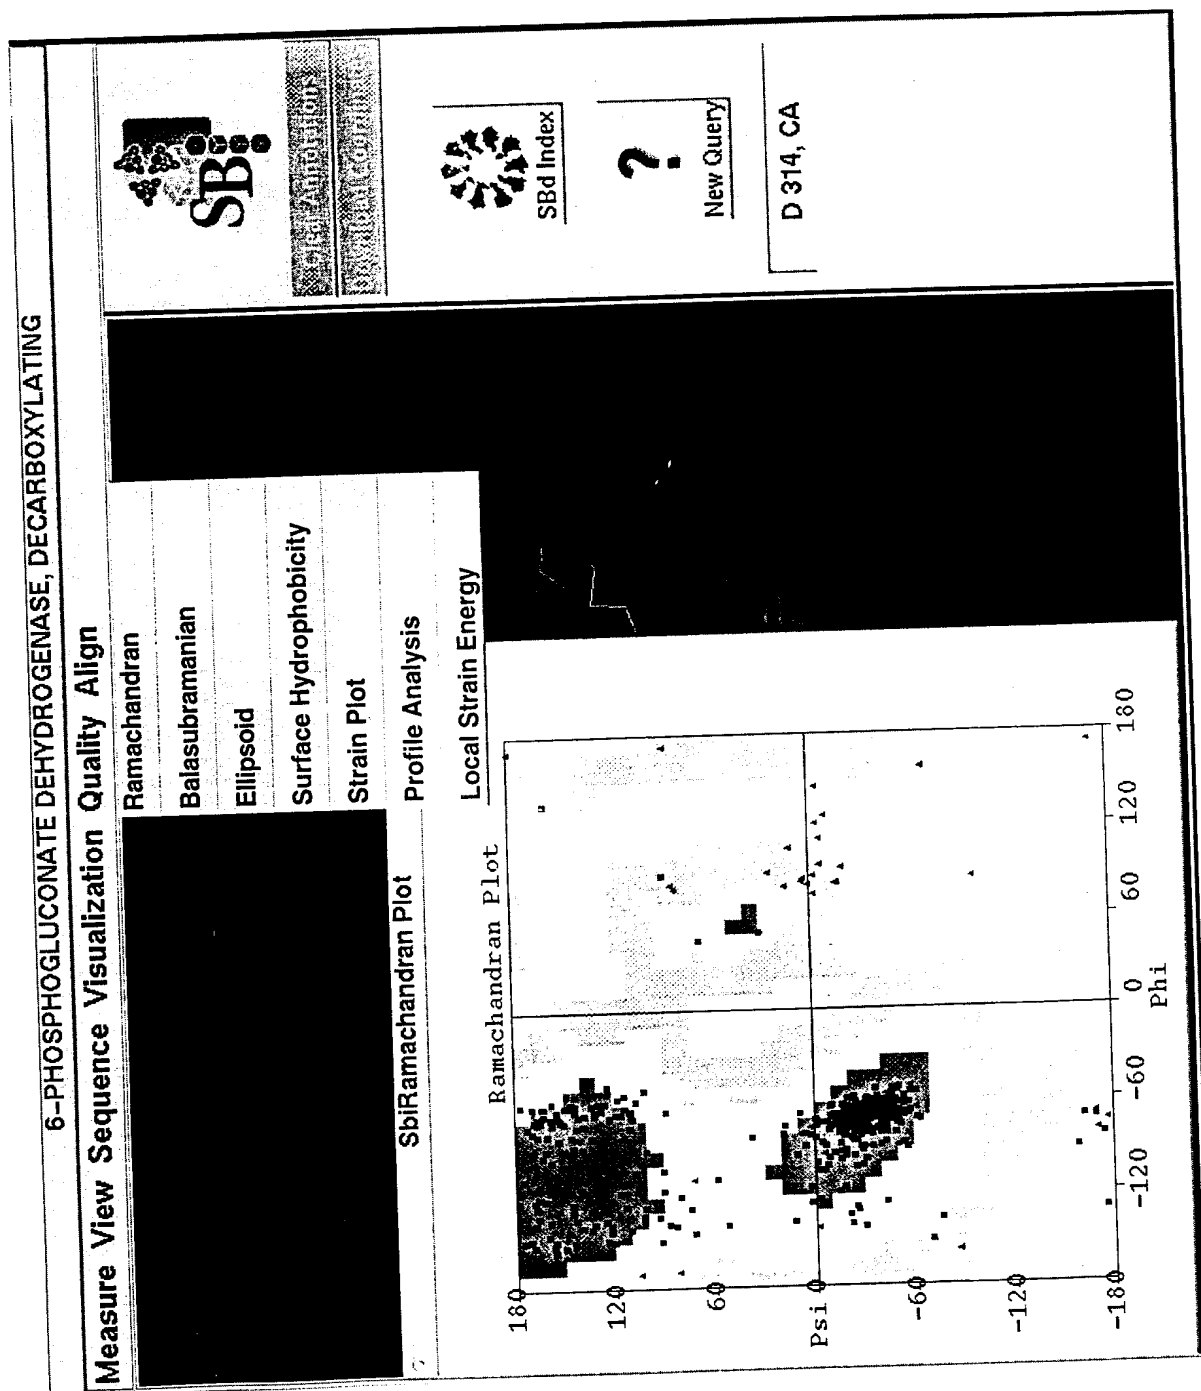 6-PHOSPHOGLUCONATE DEHYDROGENASE, DECARBOXYLATING
Measure View Sequence Visualization Quality Align
Ramachandran
Balasubramanian
Ellipsoid
Surface Hydrophobicity
Strain Plot
Profile Analysis
Local Strain Energy
SB
SBd Index
?
New Query
D 314, CA
SbiRamachandran Plot
Ramachandran Plot
180
120
60
Psi 0
-60
-120
-180
-120 -60 0 60 120 180
Phi